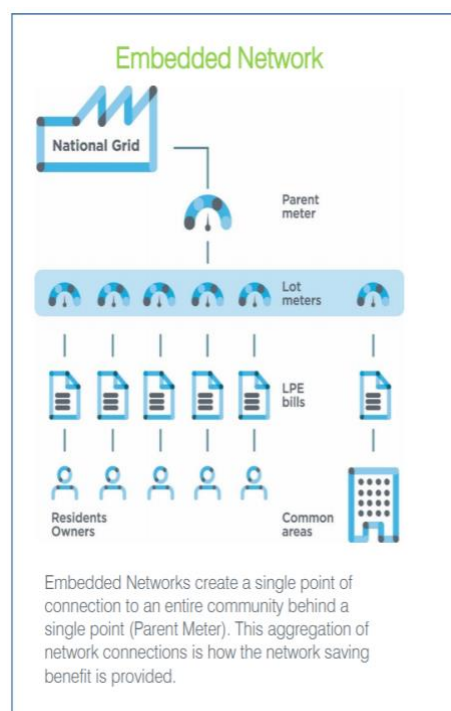 Embedded Network
National Grid
Parent
meter
Lot
meters
LPE
bills
Residents
Owners
Common
areas
Embedded Networks create a single point of
connection to an entire community behind a
single point (Parent Meter). This aggregation of
network connections is how the network saving
benefit is provided.